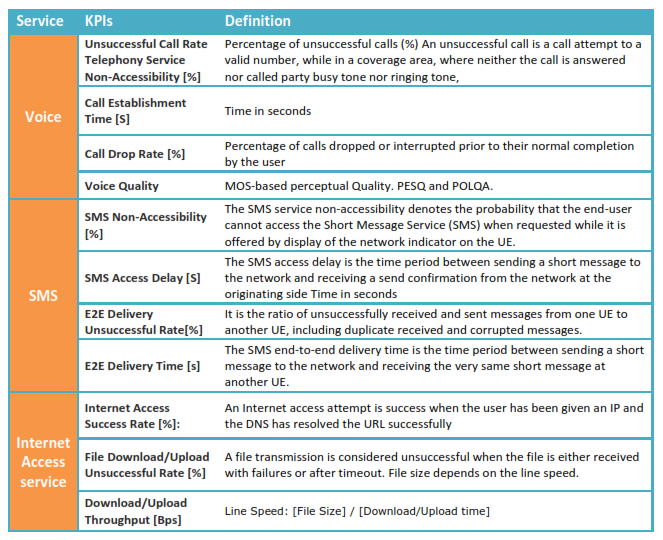 Service KPIs Definition
Voice
Unsuccessful Call Rate
Telephony Service
Non-Accessibility [%]
Percentage of unsuccessful calls (%) An unsuccessful call is a call attempt to a
valid number, while in a coverage area, where neither the call is answered
nor called party busy tone nor ringing tone,
Call Establishment
Time [S]
Time in seconds
Call Drop Rate [%]
Percentage of calls dropped or interrupted prior to their normal completion
by the user
Voice Quality
MOS-based perceptual Quality. PESQ and POLQA.
SMS
SMS Non-Accessibility
[%]
The SMS service non-accessibility denotes the probability that the end-user
cannot access the Short Message Service (SMS) when requested while it is
offered by display of the network indicator on the UE.
SMS Access Delay [S]
The SMS access delay is the time period between sending a short message to
the network and receiving a send confirmation from the network at the
originating side Time in seconds
E2E Delivery
Unsuccessful Rate[%]
It is the ratio of unsuccessfully received and sent messages from one UE to
another UE, including duplicate received and corrupted messages.
E2E Delivery Time [s]
The SMS end-to-end delivery time is the time period between sending a short
message to the network and receiving the very same short message at
another UE.
Internet
Access
service
Internet Access
Success Rate [%]:
An Internet access attempt is success when the user has been given an IP and
the DNS has resolved the URL successfully
File Download/Upload
Unsuccessful Rate [%]
A file transmission is considered unsuccessful when the file is either received
with failures or after timeout. File size depends on the line speed.
Download/Upload
Throughput [Bps]
Line Speed: [File Size] / [Download/Upload time]